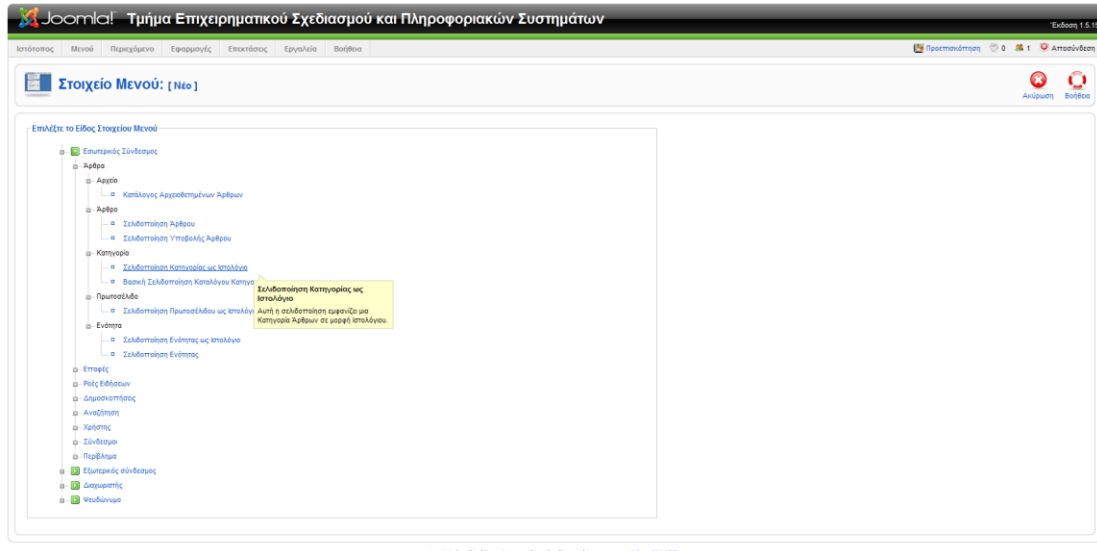 Joomla! Τμήμα Επιχειρηματικού Σχεδιασμού και Πληροφοριακών Συστημάτων
Έκδοση 1.5.15
Ιστότοπος Μενού Περιεχόμενο Εφαρμογές Επεκτάσεις Εργαλεία Βοήθεια Προεπισκόπηση 0 1 Αποσύνδεση
Στοιχείο Μενού: [ Νέο ]
Ακύρωση Βοήθεια
Επιλέξτε το Είδος Στοιχείου Μενού
Εσωτερικός Σύνδεσμος
Άρθρα
Αρχείο
Κατάλογος Αρχειοθετημένων Άρθρων
Άρθρο
Σελιδοποίηση Άρθρου
Σελιδοποίηση Υποβολής Άρθρου
Κατηγορία
Σελιδοποίηση Κατηγορίας ως Ιστολόγιο
Βασική Σελιδοποίηση Καταλόγου Κατηγο
Σελιδοποίηση Κατηγορίας ως
Ιστολόγιο
Αυτή η σελιδοποίηση εμφανίζει μια
Κατηγορία Άρθρων σε μορφή Ιστολόγιου.
Πρωτοσέλιδο
Σελιδοποίηση Πρωτοσέλιδου ως Ιστολόγι
Ενότητα
Σελιδοποίηση Ενότητας ως Ιστολόγιο
Σελιδοποίηση Ενότητας
Επαφές
Ροές Ειδήσεων
Δημοσκοπήσεις
Αναζήτηση
Χρήστης
Σύνδεσμοι
Περίβλημα
Εξωτερικός σύνδεσμος
Διαχωριστής
Ψευδώνυμο